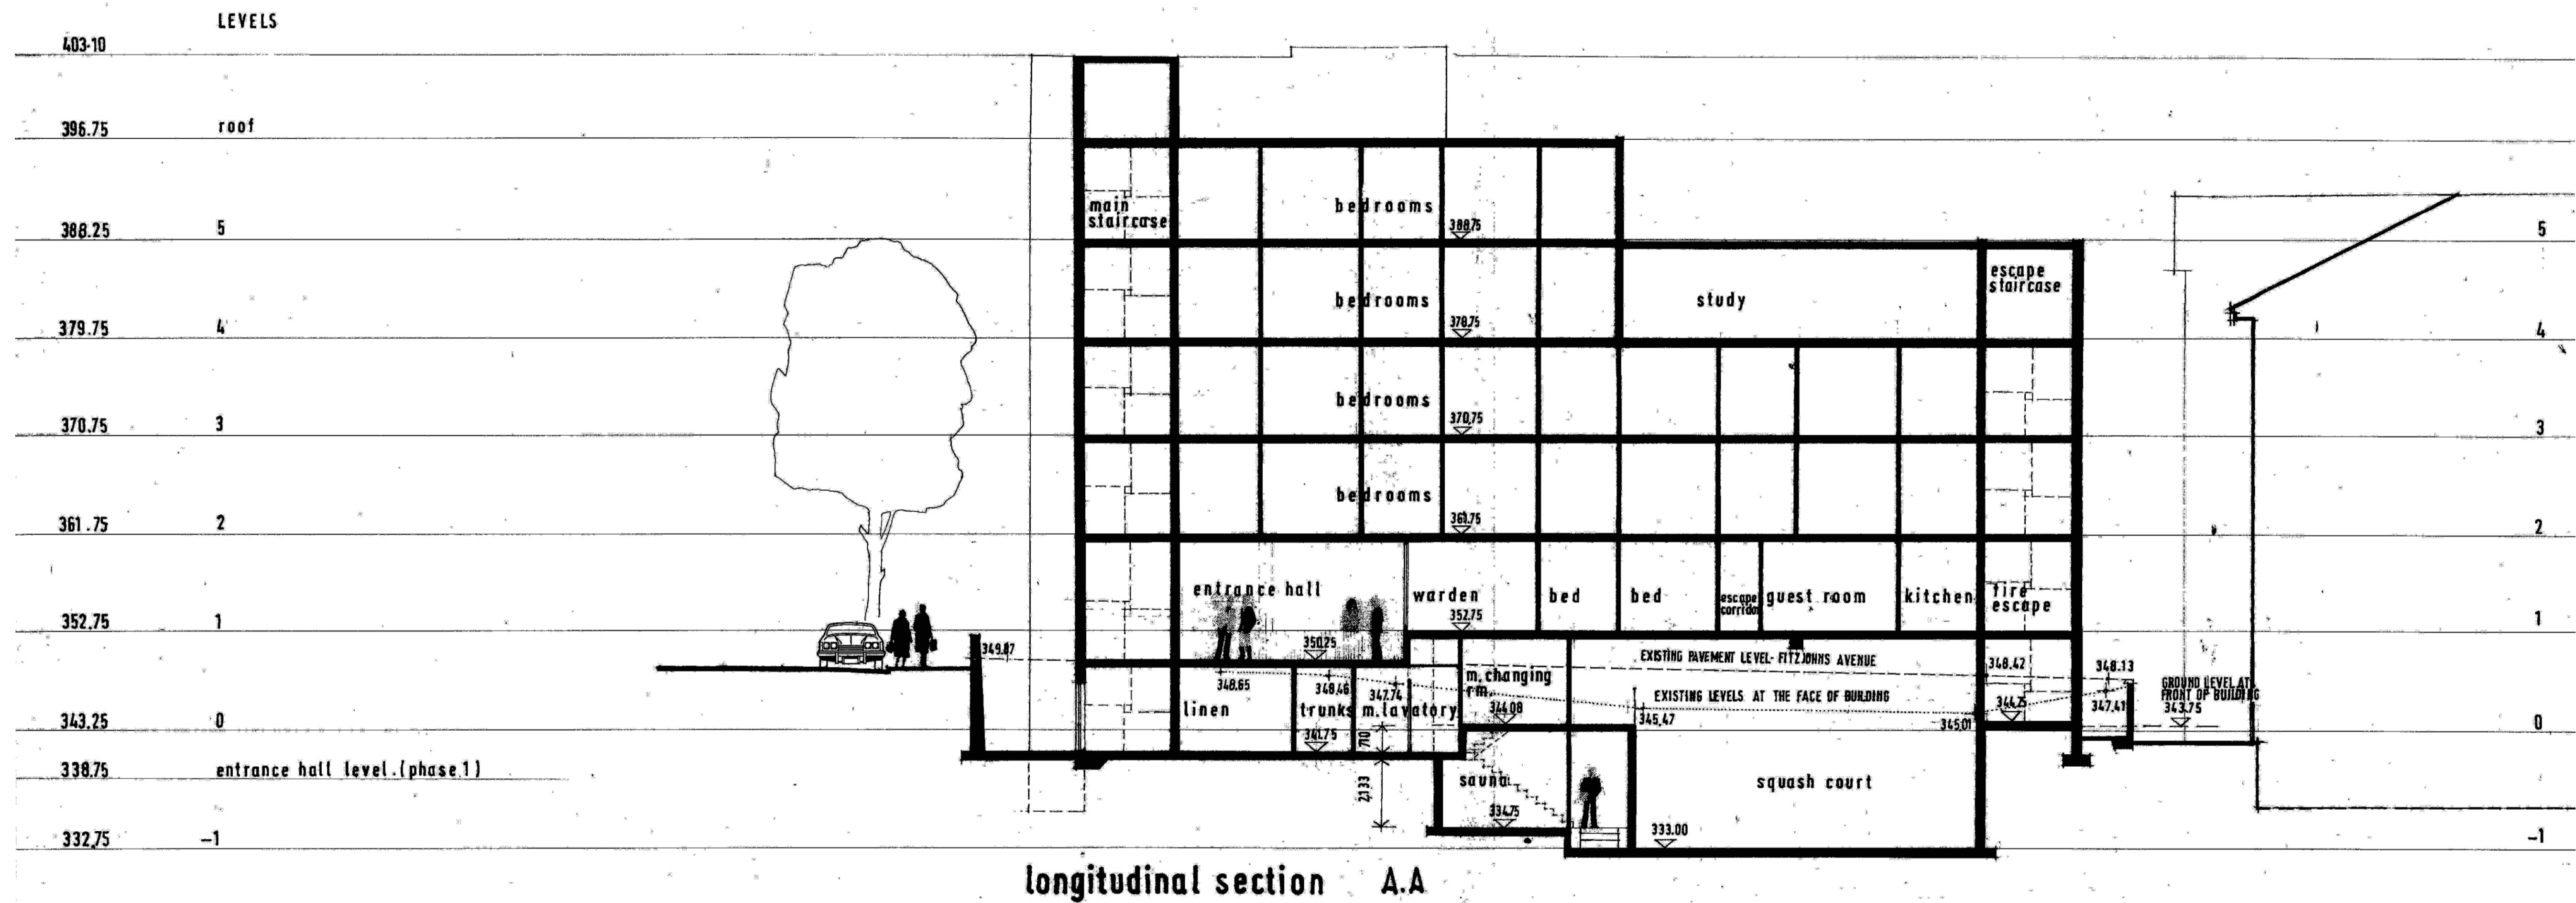 LEVELS
403·10
396.75 roof
388.25 5 5
379.75 4 4
370.75 3 3
361.75 2 2
352.75 1 1
343.25 0 0
338.75 entrance hall level.(phase.1)
332.75 -1 -1
main
staircase
bedrooms
388.75
bedrooms
379.75
study
escape
staircase
bedrooms
370.75
bedrooms
361.75
entrance hall
350.25
warden
352.75
bed
bed
escape
corridor
guest room
kitchen
fire
escape
349.87
348.65
348.46
347.74
linen
trunks
m.lavatory
341.75
710
2,133
m.changing
rm.
344.08
EXISTING PAVEMENT LEVEL- FITZJOHNS AVENUE
EXISTING LEVELS AT THE FACE OF BUILDING
345.47
345.01
348.42
344.25
348.13
347.41
GROUND LEVEL AT
FRONT OF BUILDING
343.75
sauna
334.75
squash court
333.00
longitudinal section A.A